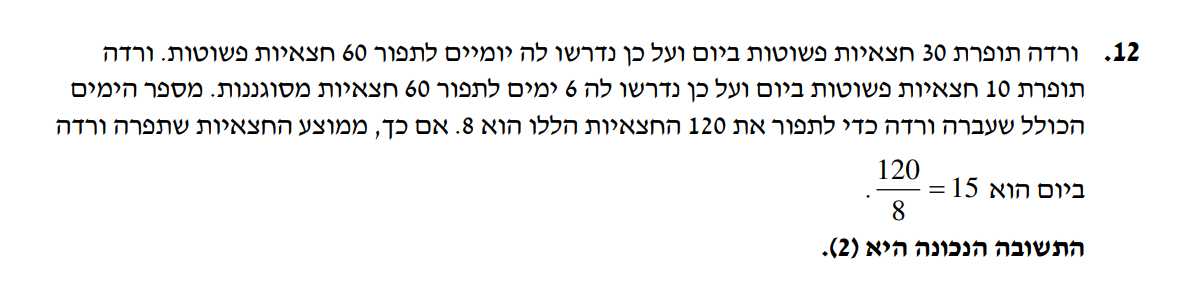 12. ורדה תופרת 30 חצאיות פשוטות ביום ועל כן נדרשו לה יומיים לתפור 60 חצאיות פשוטות. ורדה
תופרת 10 חצאיות פשוטות ביום ועל כן נדרשו לה 6 ימים לתפור 60 חצאיות מסוגננות. מספר הימים
הכולל שעברה ורדה כדי לתפור את 120 החצאיות הללו הוא 8. אם כך, ממוצע החצאיות שתפרה ורדה
ביום הוא 15 = 120/8 .
התשובה הנכונה היא (2).